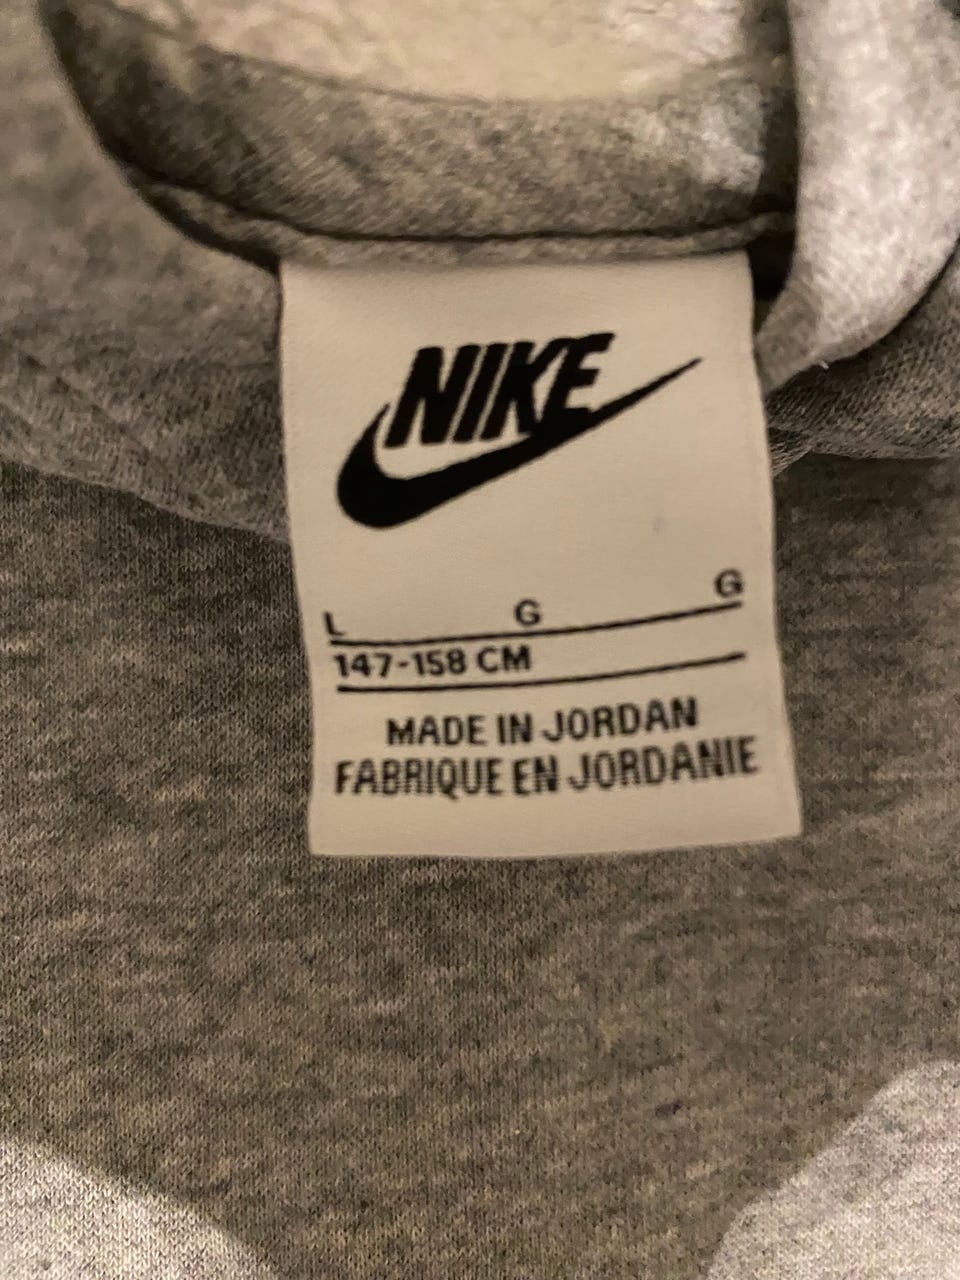 NIKE
L G G
147-158 CM
MADE IN JORDAN
FABRIQUE EN JORDANIE